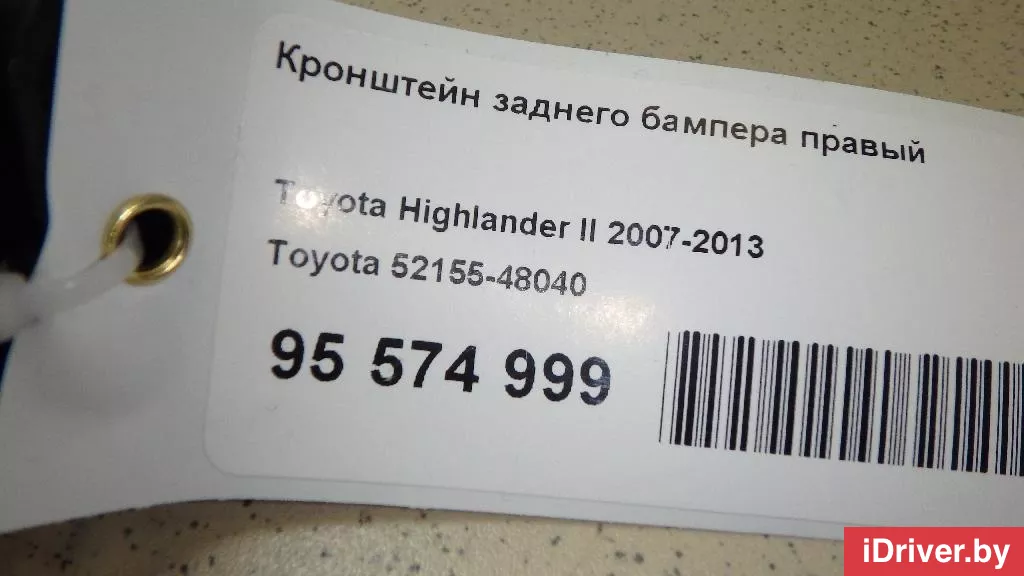 Кронштейн заднего бампера правый
Toyota Highlander II 2007-2013
Toyota 52155-48040
95 574 999
iDriver.by